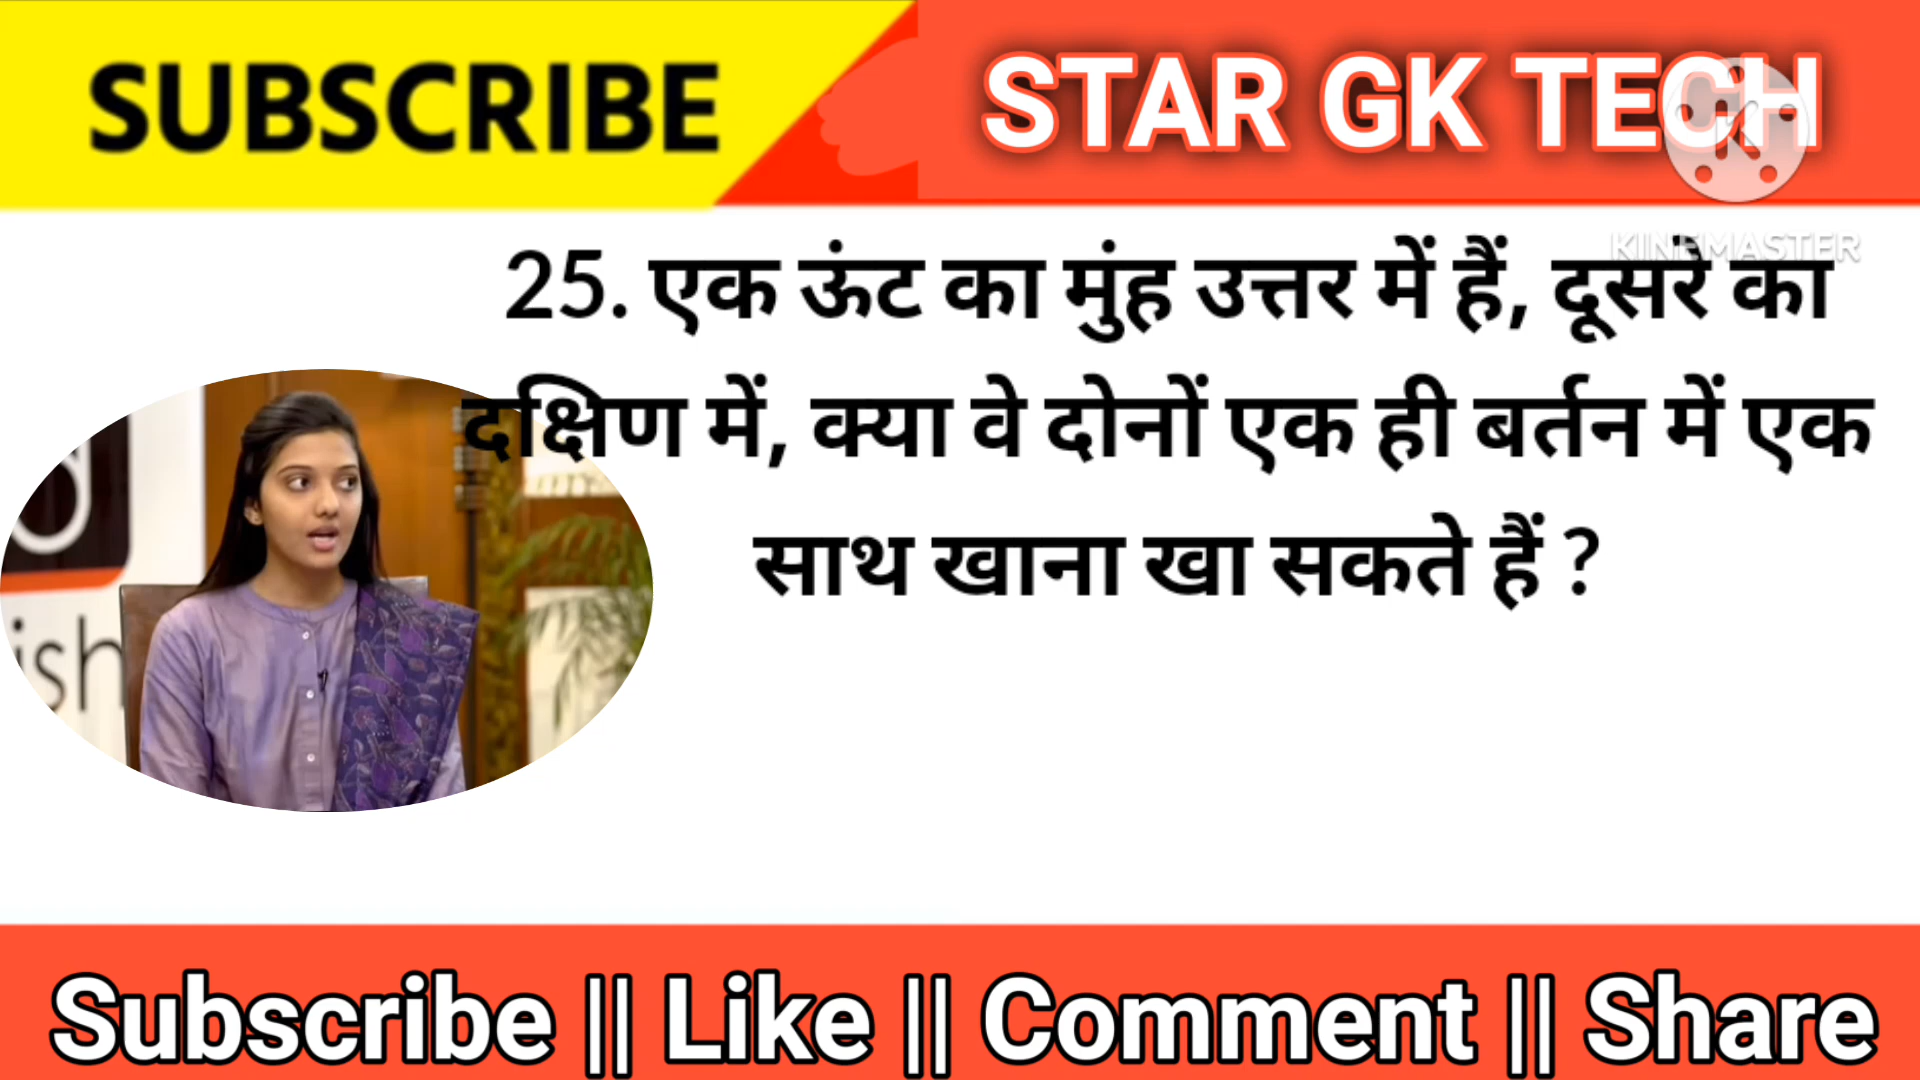 SUBSCRIBE
STAR GK TECH
KINEMASTER
25. एक ऊंट का मुंह उत्तर में हैं, दूसरे का
दक्षिण में, क्या वे दोनों एक ही बर्तन में एक
साथ खाना खा सकते हैं ?
ish
Subscribe || Like || Comment || Share